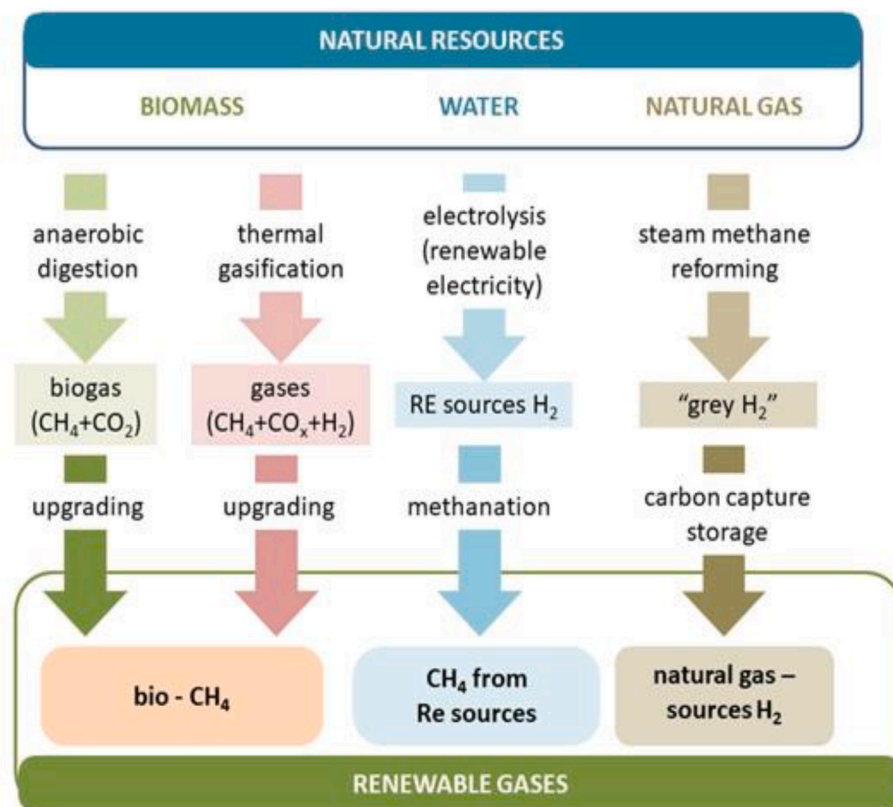 NATURAL RESOURCES
BIOMASS
WATER
NATURAL GAS
anaerobic
digestion
thermal
gasification
electrolysis
(renewable
electricity)
steam methane
reforming
biogas
(CH₄+CO₂)
gases
(CH₄+COₓ+H₂)
RE sources H₂
“grey H₂”
upgrading
upgrading
methanation
carbon capture
storage
bio - CH₄
CH₄ from
Re sources
natural gas –
sources H₂
RENEWABLE GASES